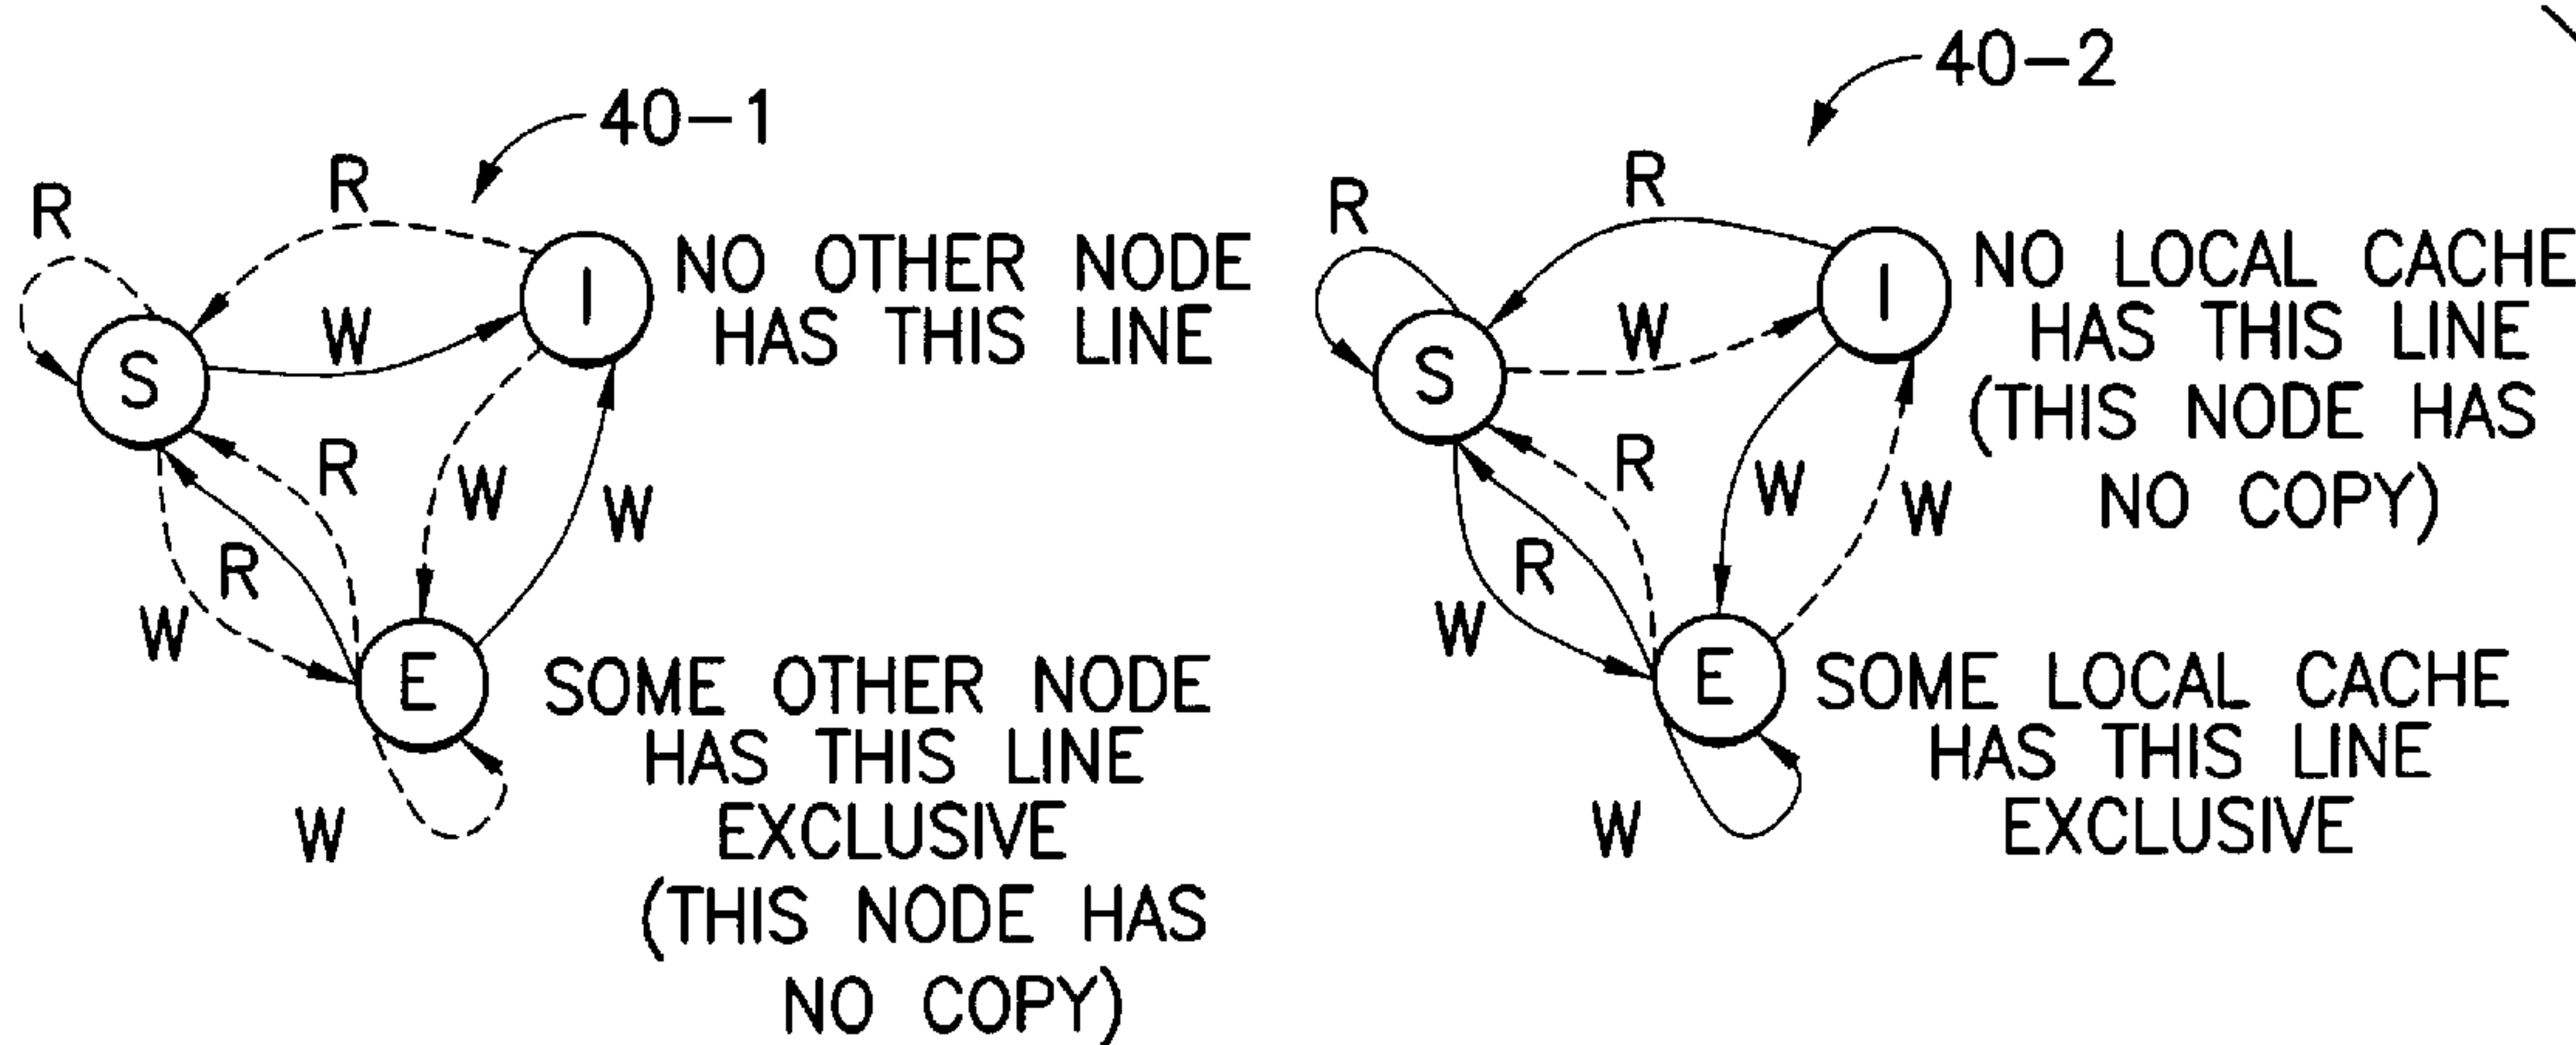 40-1
R
R
S
I
W
NO OTHER NODE
HAS THIS LINE
R
W
W
R
W
E
W
SOME OTHER NODE
HAS THIS LINE
EXCLUSIVE
(THIS NODE HAS
NO COPY)
40-2
R
R
S
I
W
NO LOCAL CACHE
HAS THIS LINE
(THIS NODE HAS
NO COPY)
R
W
W
R
W
E
W
SOME LOCAL CACHE
HAS THIS LINE
EXCLUSIVE